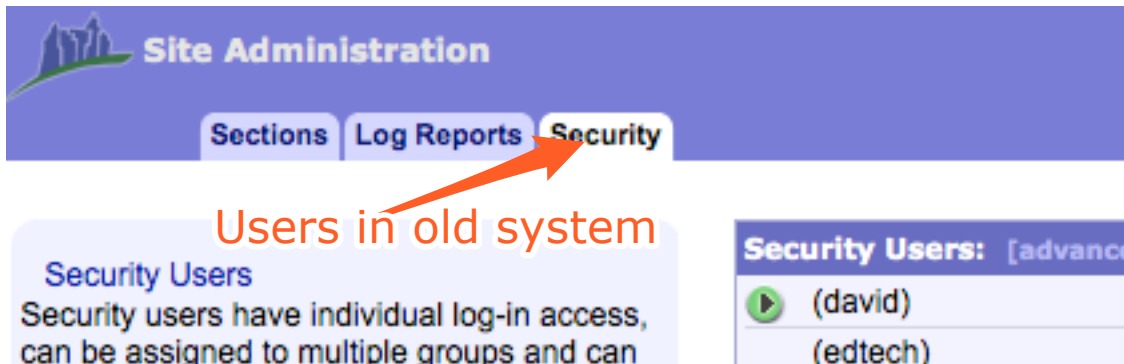 Site Administration
Sections Log Reports Security
Users in old system
Security Users
Security users have individual log-in access,
can be assigned to multiple groups and can
Security Users: [advance
(david)
(edtech)